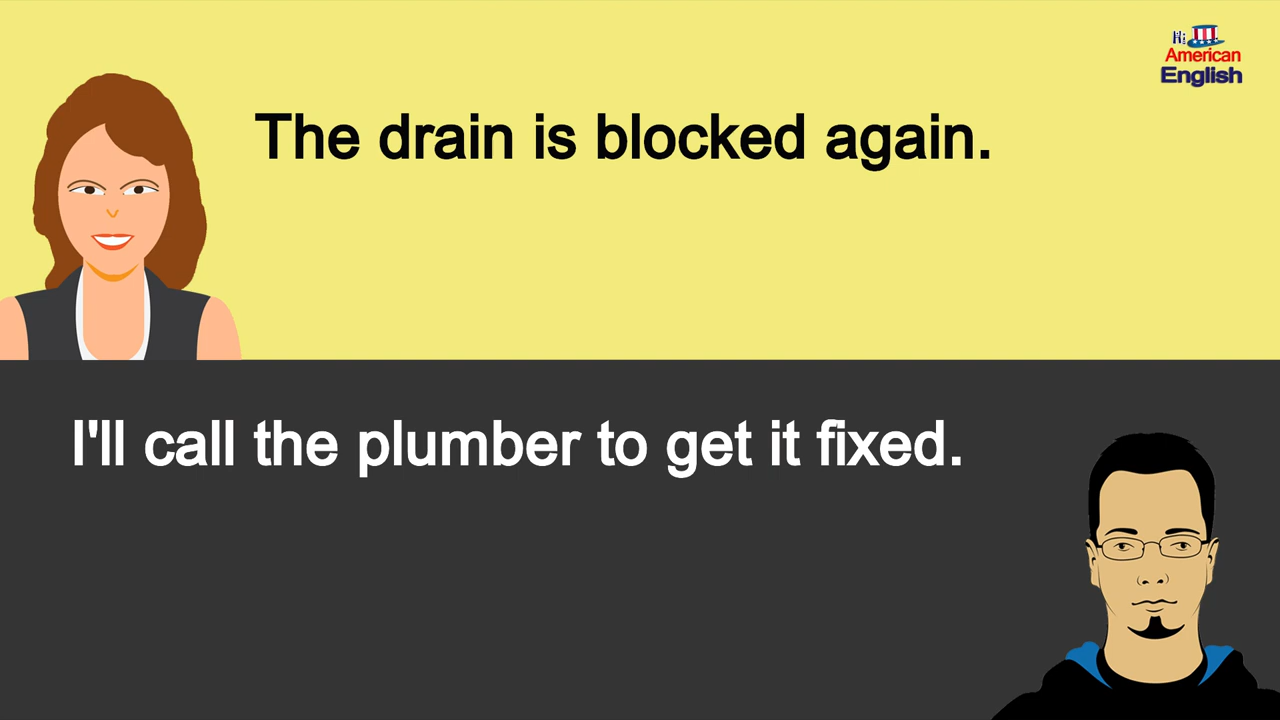 Hi
American
English
The drain is blocked again.
I'll call the plumber to get it fixed.